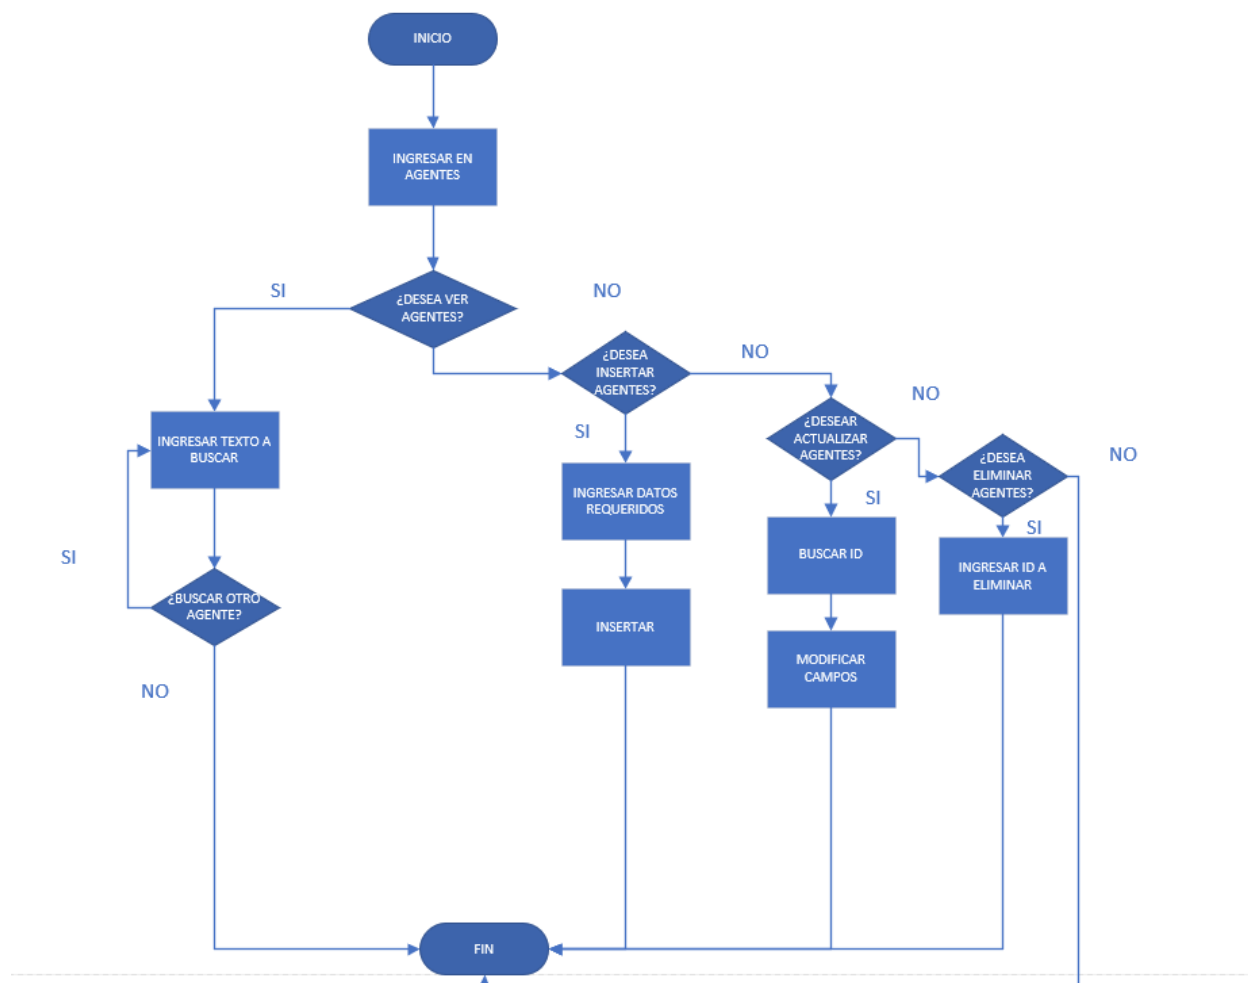 INICIO
INGRESAR EN
AGENTES
SI
NO
¿DESEA VER
AGENTES?
¿DESEA
INSERTAR
AGENTES?
NO
¿DESEAR
ACTUALIZAR
AGENTES?
NO
¿DESEA
ELIMINAR
AGENTES?
NO
INGRESAR TEXTO A
BUSCAR
SI
INGRESAR DATOS
REQUERIDOS
SI
BUSCAR ID
SI
INGRESAR ID A
ELIMINAR
SI
¿BUSCAR OTRO
AGENTE?
INSERTAR
MODIFICAR
CAMPOS
NO
FIN